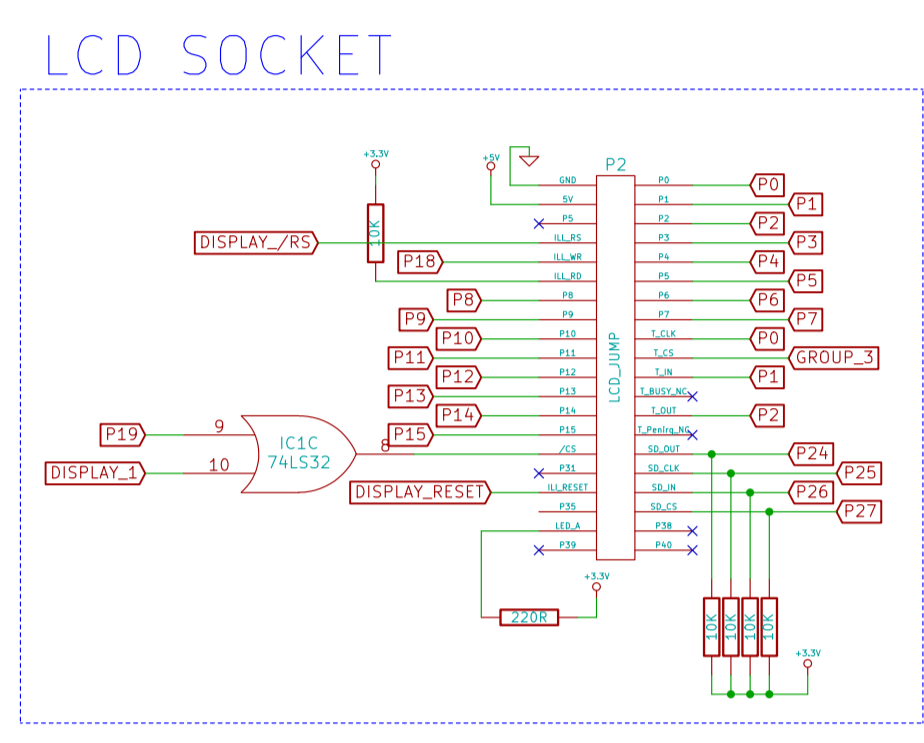 LCD SOCKET
+3.3V
+5V
P2
GND P0 P0
5V P1 P1
P5 P2 P2
DISPLAY_/RS 10K ILL_RS P3 P3
P18 ILL_WR P4 P4
ILL_RD P5 P5
P8 P8 P6 P6
P9 P9 P7 P7
P10 P10 T_CLK P0
P11 P11 LCD_JUMP T_CS GROUP_3
P12 P12 T_IN P1
P13 P13 T_BUSY_NC
P14 P14 T_OUT P2
P19 9 P15 P15 T_PenIrq_NC
IC1C 8 /CS SD_OUT P24
74LS32
DISPLAY_1 10 P31 SD_CLK P25
DISPLAY_RESET ILI_RESET SD_IN P26
P35 SD_CS P27
LED_A P38
P39 P40
+3.3V
220R
10K 10K 10K 10K
+3.3V